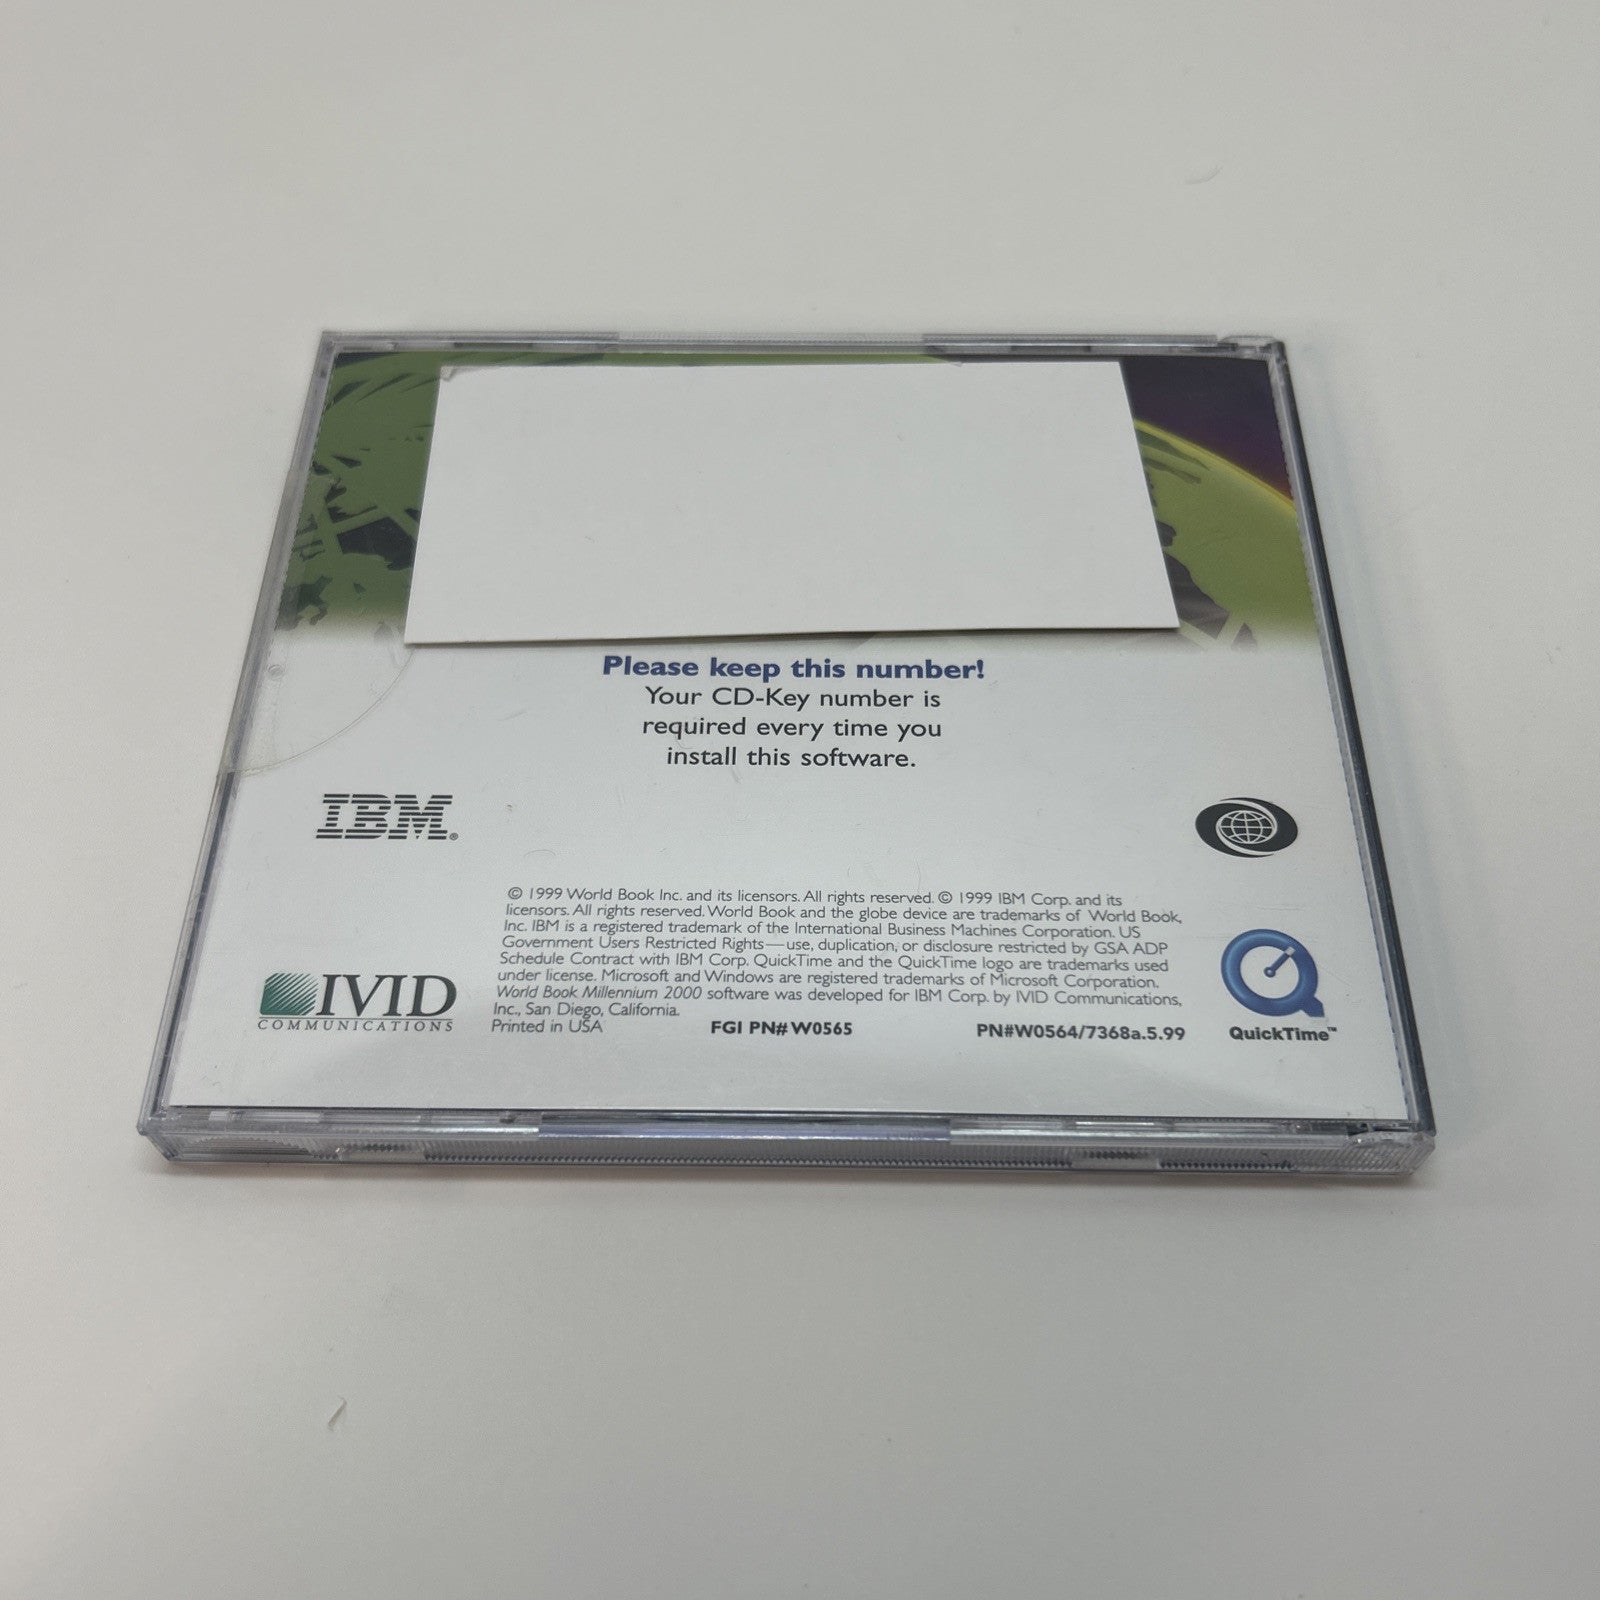 Please keep this number!
Your CD-Key number is
required every time you
install this software.
IBM®
© 1999 World Book Inc. and its licensors. All rights reserved. © 1999 IBM Corp. and its
licensors. All rights reserved. World Book and the globe device are trademarks of World Book,
Inc. IBM is a registered trademark of the International Business Machines Corporation. US
Government Users Restricted Rights—use, duplication, or disclosure restricted by GSA ADP
Schedule Contract with IBM Corp. QuickTime and the QuickTime logo are trademarks used
under license. Microsoft and Windows are registered trademarks of Microsoft Corporation.
World Book Millennium 2000 software was developed for IBM Corp. by IVID Communications,
Inc., San Diego, California.
Printed in USA FGI PN# W0565 PN#W0564/7368a.5.99
IVID
COMMUNICATIONS
QuickTime™